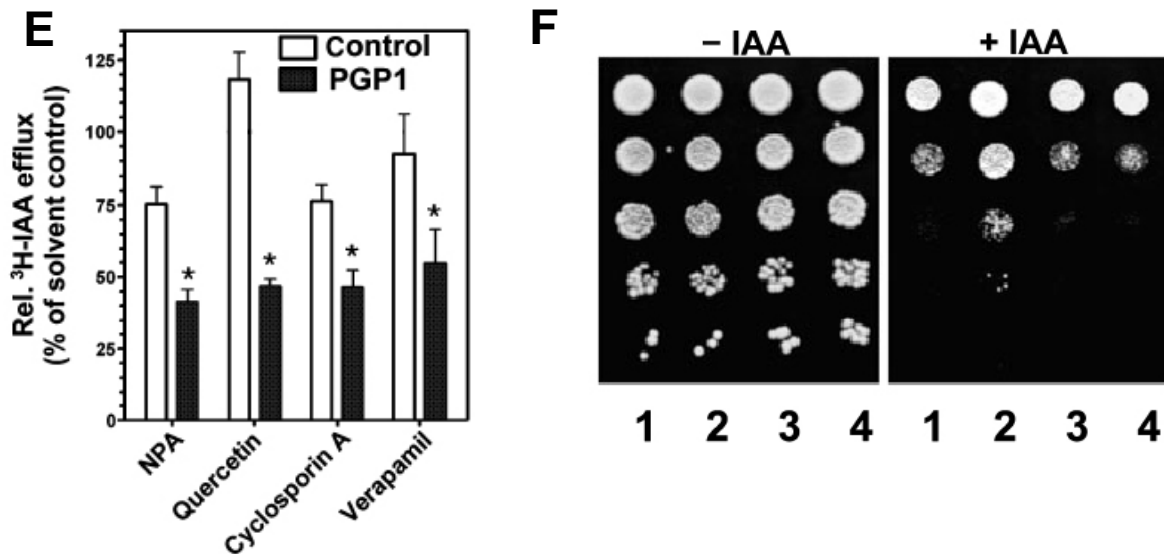 E
Rel. ³H-IAA efflux
(% of solvent control)
125
100
75
50
25
0
Control
PGP1
*
*
*
*
NPA
Quercetin
Cyclosporin A
Verapamil
F
– IAA
+ IAA
1 2 3 4
1 2 3 4